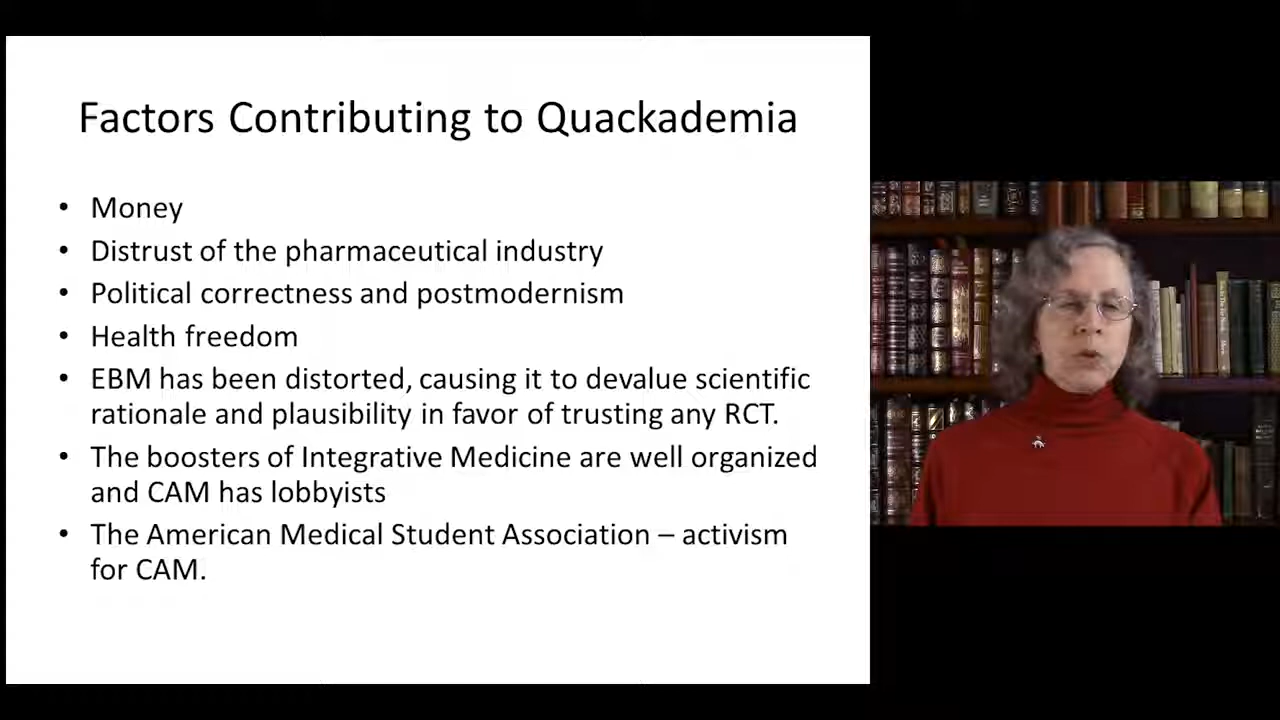 Factors Contributing to Quackademia
• Money
• Distrust of the pharmaceutical industry
• Political correctness and postmodernism
• Health freedom
• EBM has been distorted, causing it to devalue scientific
rationale and plausibility in favor of trusting any RCT.
• The boosters of Integrative Medicine are well organized
and CAM has lobbyists
• The American Medical Student Association – activism
for CAM.